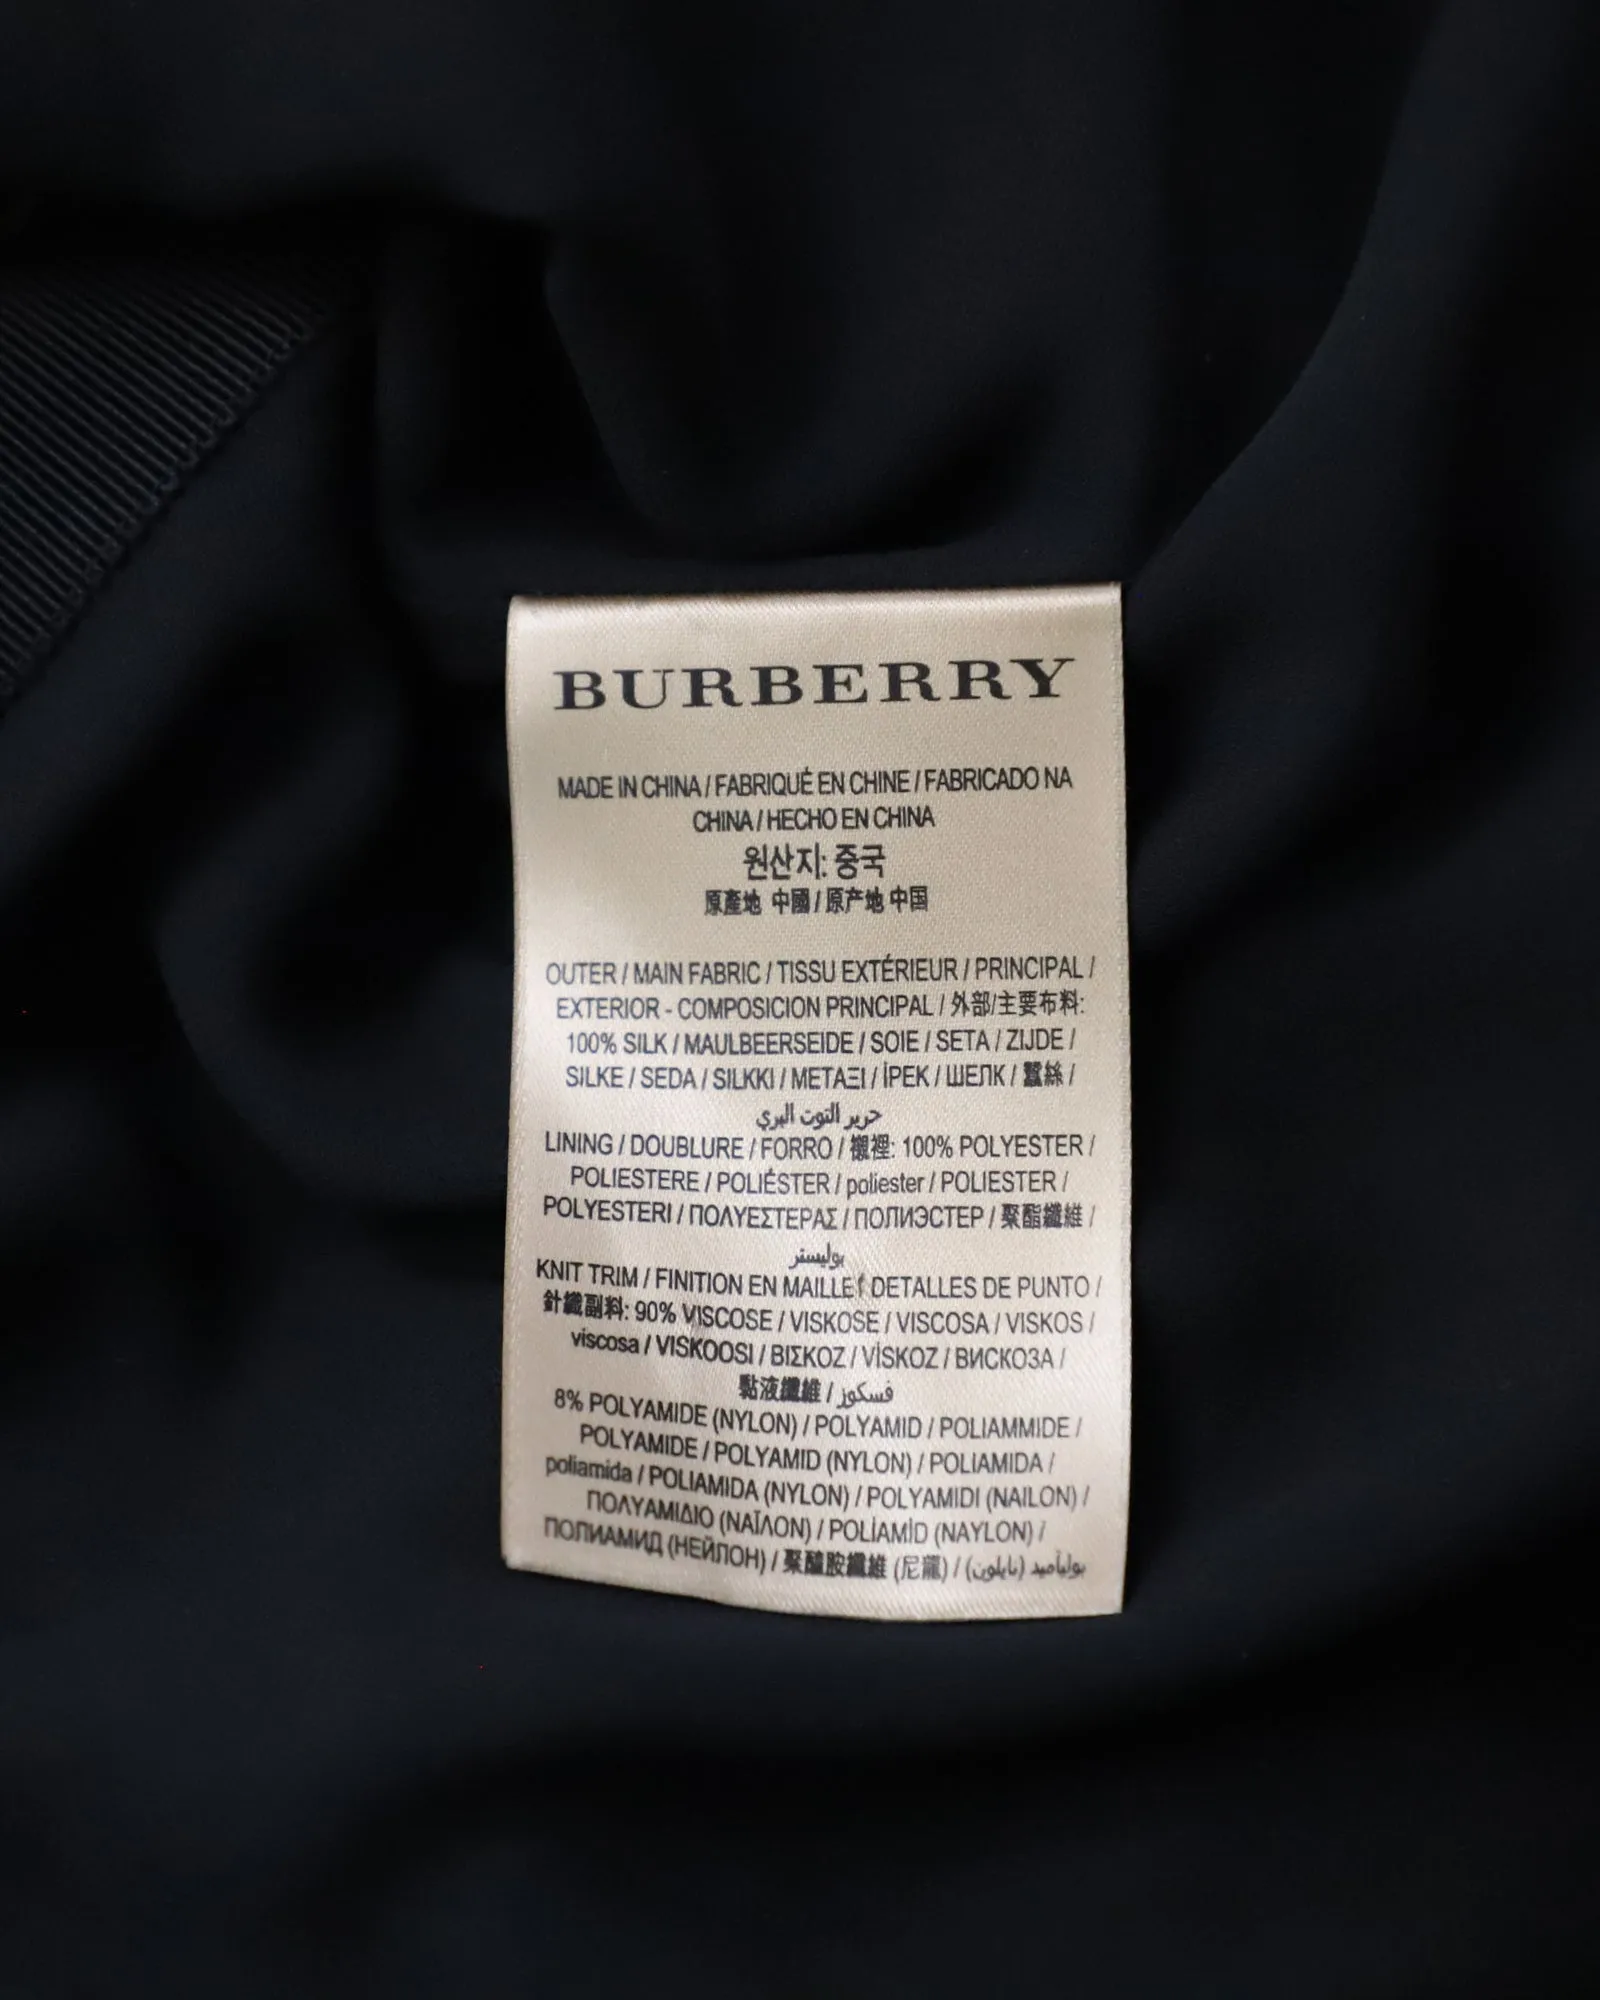 BURBERRY
MADE IN CHINA / FABRIQUÉ EN CHINE / FABRICADO NA
CHINA / HECHO EN CHINA
원산지: 중국
原產地 中國 / 原产地 中国
OUTER / MAIN FABRIC / TISSU EXTÉRIEUR / PRINCIPAL /
EXTERIOR - COMPOSICION PRINCIPAL / 外部/主要布料:
100% SILK / MAULBEERSEIDE / SOIE / SETA / ZIJDE /
SILKE / SEDA / SILKKI / ΜΕΤΑΞΙ / İPEK / ШЕЛК / 蠶絲 /
حرير التوت البري
LINING / DOUBLURE / FORRO / 襯裡: 100% POLYESTER /
POLIESTERE / POLIÉSTER / poliester / POLIESTER /
POLYESTERI / ΠΟΛΥΕΣΤΕΡΑΣ / ПОЛИЭСТЕР / 聚酯纖維 /
بوليستر
KNIT TRIM / FINITION EN MAILLE / DETALLES DE PUNTO /
針織副料: 90% VISCOSE / VISKOSE / VISCOSA / VISKOS /
viscosa / VISKOOSI / ΒΙΣΚΟΖ / VİSKOZ / ВИСКОЗА /
黏液纖維 / فسكوز
8% POLYAMIDE (NYLON) / POLYAMID / POLIAMMIDE /
POLYAMIDE / POLYAMID (NYLON) / POLIAMIDA /
poliamida / POLIAMIDA (NYLON) / POLYAMIDI (NAILON) /
ΠΟΛΥΑΜΙΔΙΟ (ΝΑΪΛΟΝ) / POLİAMİD (NAYLON) /
ПОЛИАМИД (НЕЙЛОН) / 聚醯胺纖維 (尼龍) / بولياميد (نايلون)